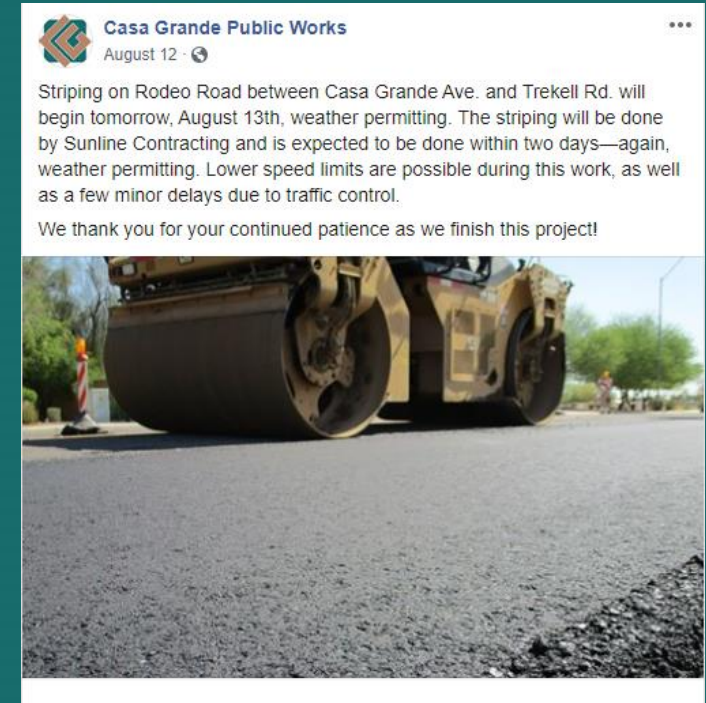 Casa Grande Public Works
August 12 ·
Striping on Rodeo Road between Casa Grande Ave. and Trekell Rd. will
begin tomorrow, August 13th, weather permitting. The striping will be done
by Sunline Contracting and is expected to be done within two days—again,
weather permitting. Lower speed limits are possible during this work, as well
as a few minor delays due to traffic control.
We thank you for your continued patience as we finish this project!